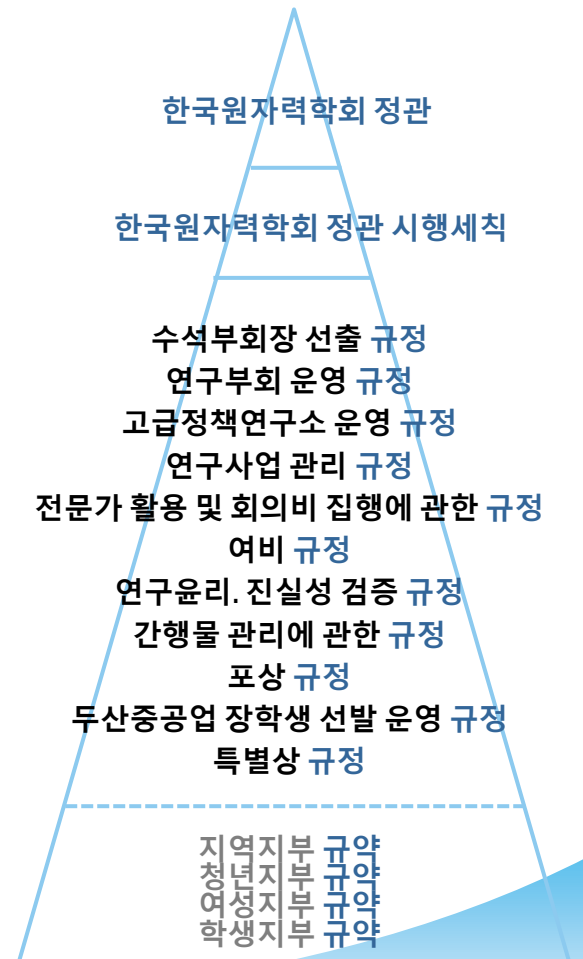 한국원자력학회 정관
한국원자력학회 정관 시행세칙
수석부회장 선출 규정
연구부회 운영 규정
고급정책연구소 운영 규정
연구사업 관리 규정
전문가 활용 및 회의비 집행에 관한 규정
여비 규정
연구윤리. 진실성 검증 규정
간행물 관리에 관한 규정
포상 규정
두산중공업 장학생 선발 운영 규정
특별상 규정
지역지부 규약
청년지부 규약
여성지부 규약
학생지부 규약